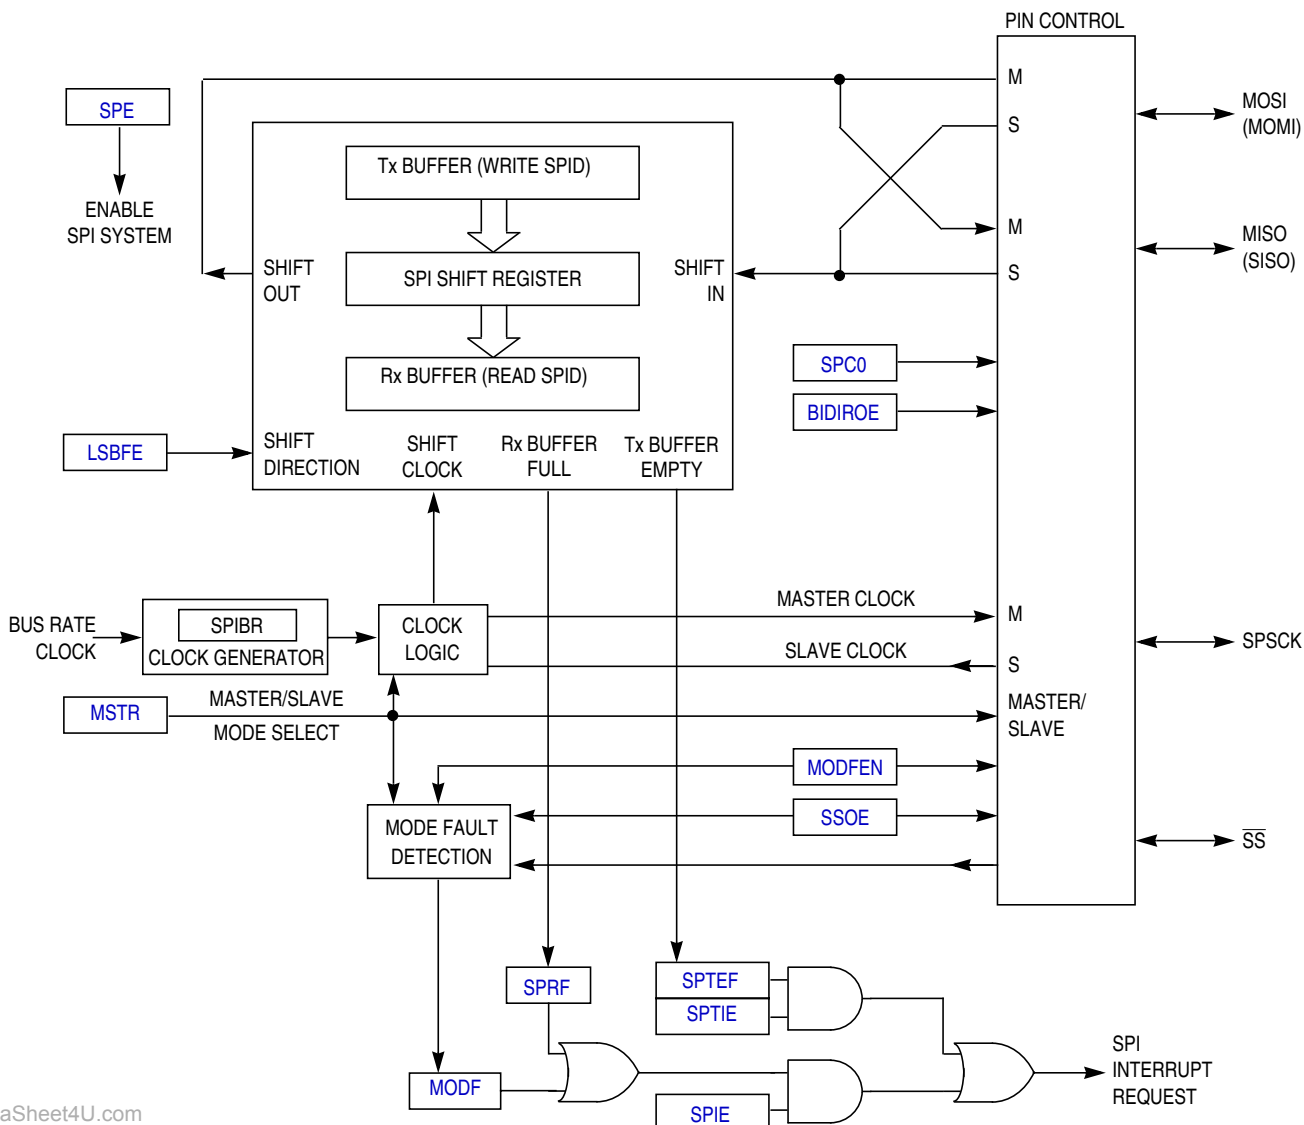 PIN CONTROL
M
SPE
MOSI
(MOMI)
S
Tx BUFFER (WRITE SPID)
ENABLE
SPI SYSTEM
M
MISO
(SISO)
SHIFT
OUT
SPI SHIFT REGISTER
SHIFT
IN
S
SPC0
Rx BUFFER (READ SPID)
BIDIROE
LSBFE
SHIFT
DIRECTION
SHIFT
CLOCK
Rx BUFFER
FULL
Tx BUFFER
EMPTY
MASTER CLOCK
M
BUS RATE
CLOCK
SPIBR
CLOCK GENERATOR
CLOCK
LOGIC
SPSCK
SLAVE CLOCK
S
MSTR
MASTER/SLAVE
MODE SELECT
MASTER/
SLAVE
MODFEN
SSOE
MODE FAULT
DETECTION
SS
SPRF
SPTEF
SPTIE
SPI
INTERRUPT
REQUEST
MODF
SPIE
aSheet4U.com